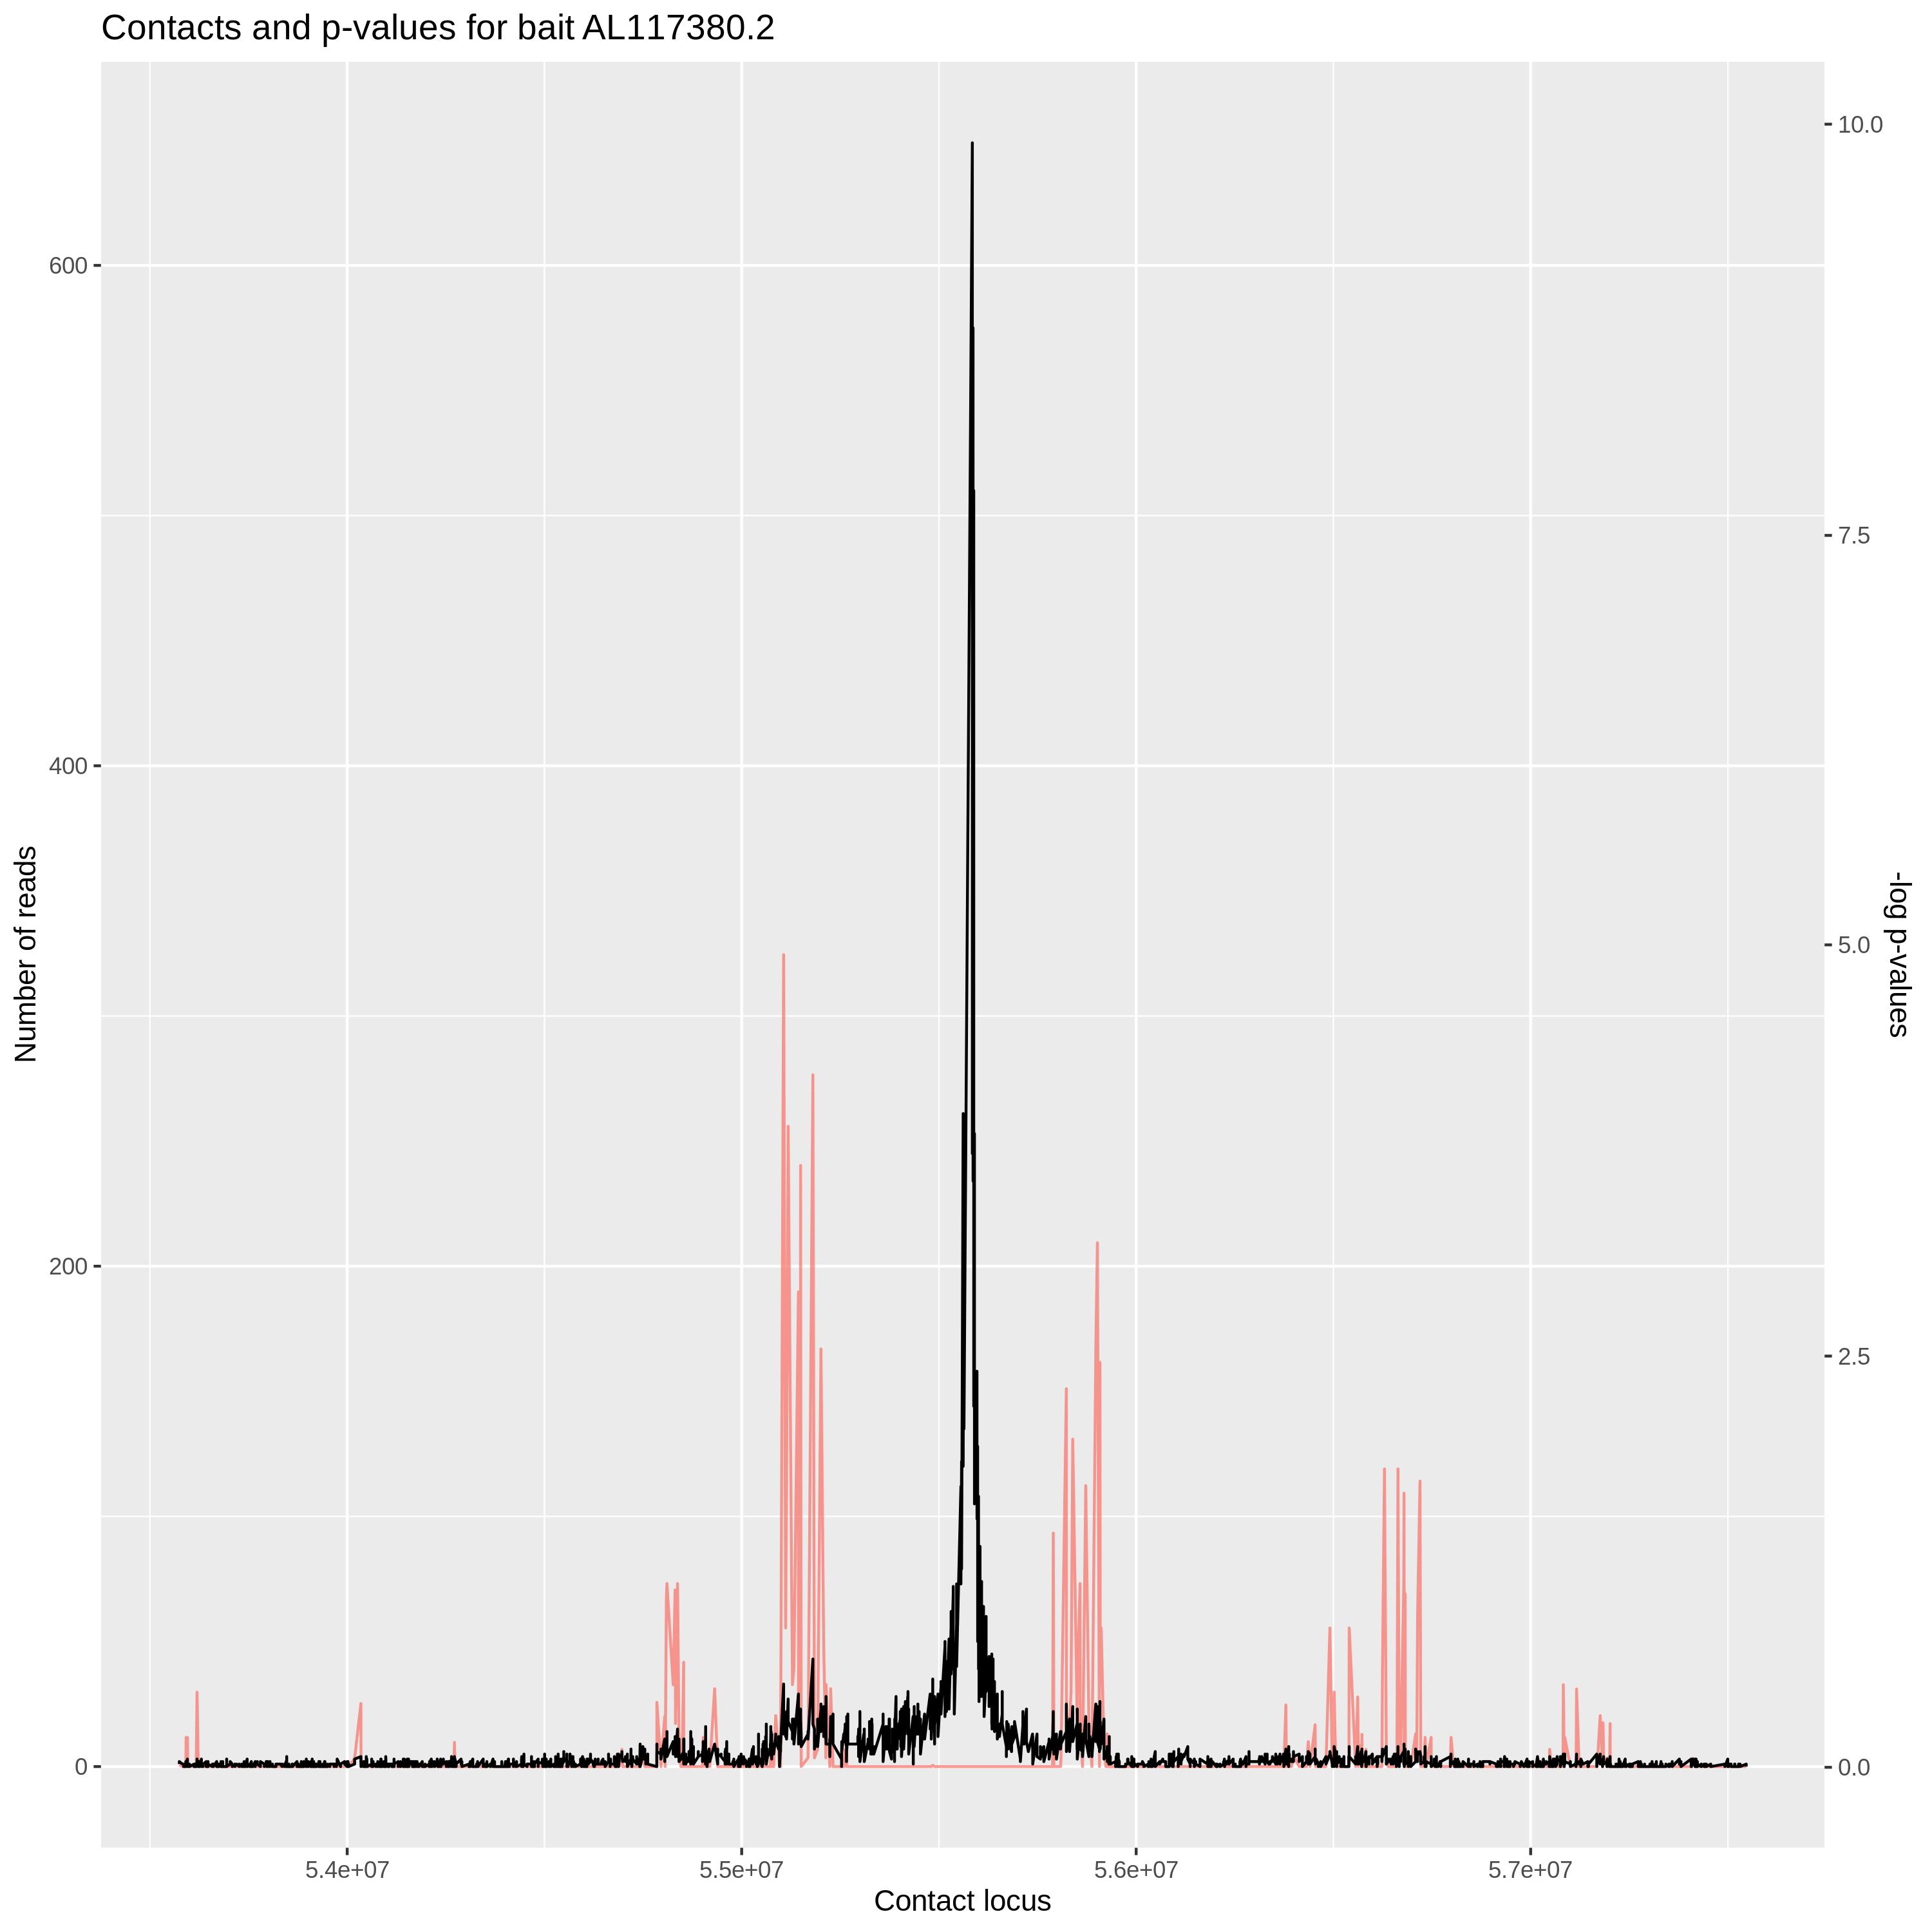 Contacts and p-values for bait AL117380.2
10.0
600
7.5
400
5.0
Number of reads
-log p-values
2.5
200
0
0.0
5.4e+07
5.5e+07
5.6e+07
5.7e+07
Contact locus